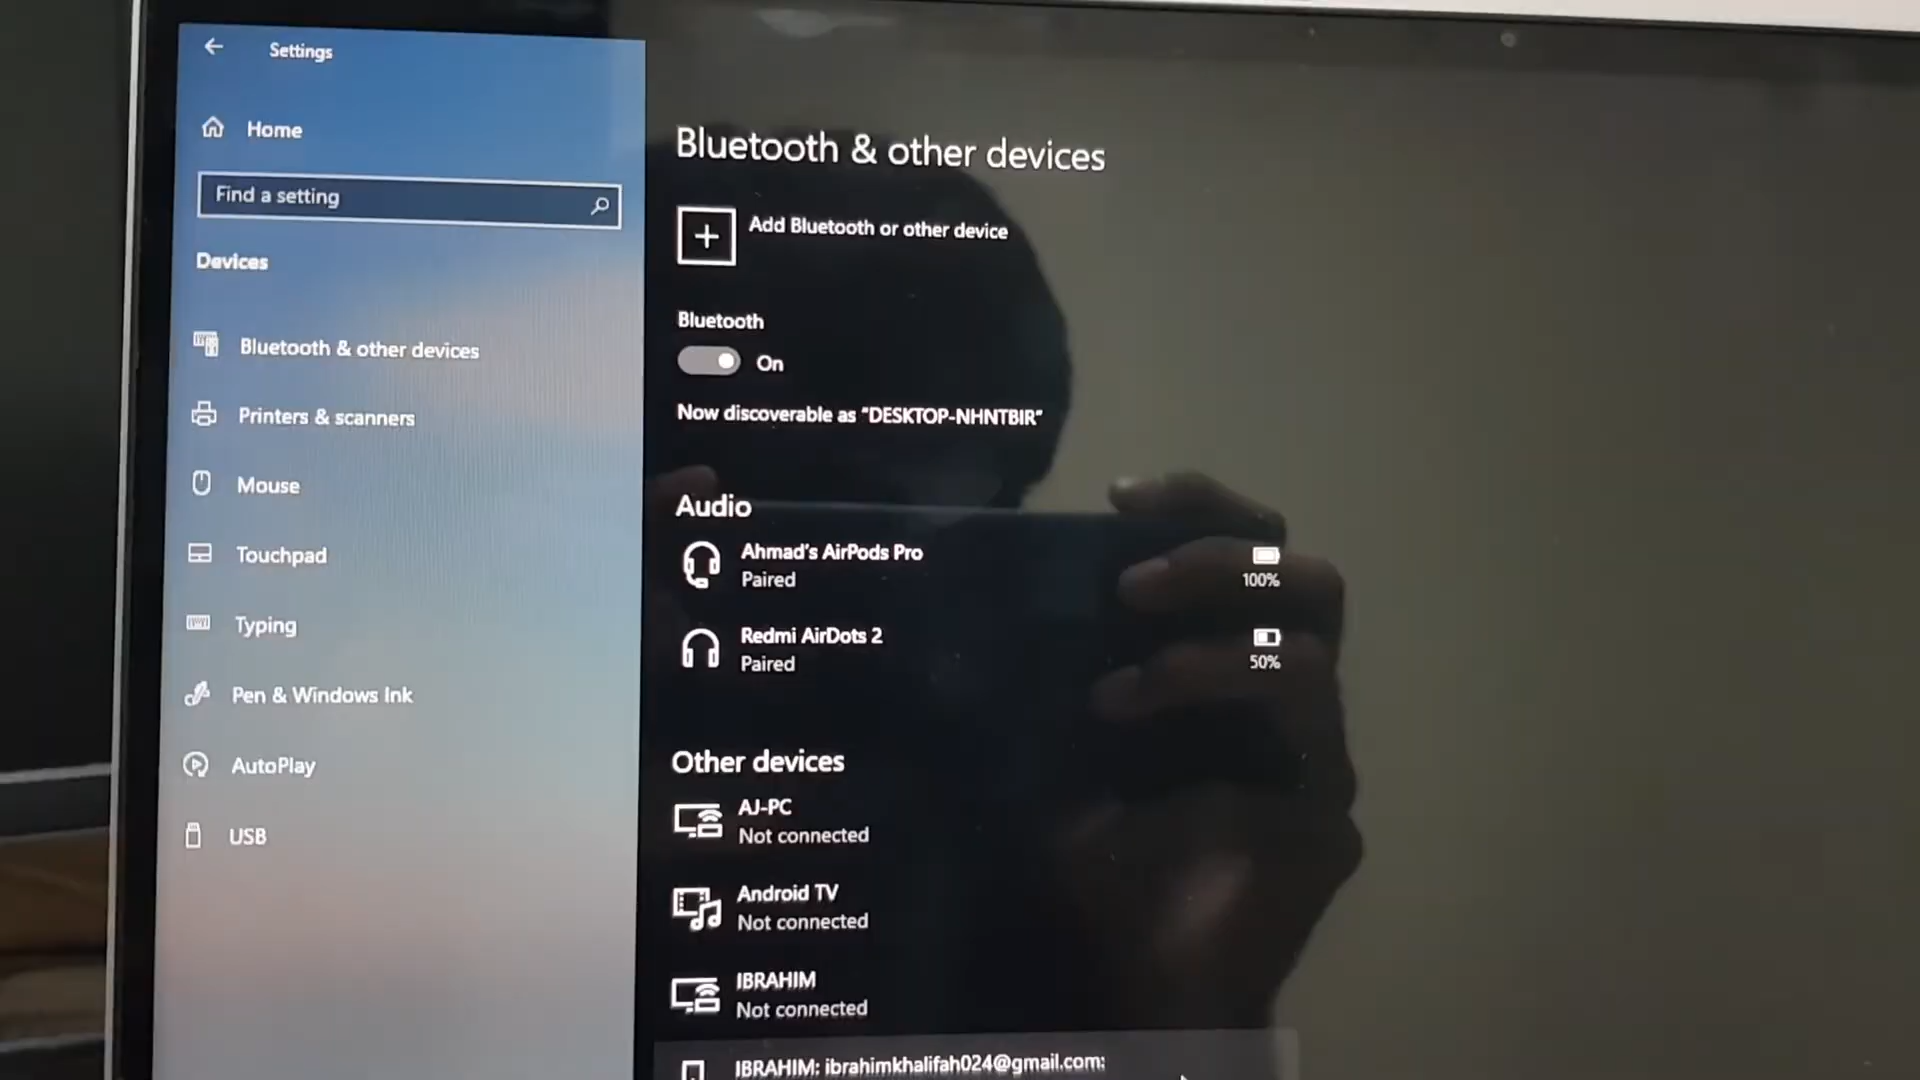 Settings
Home
Find a setting
Devices
Bluetooth & other devices
Printers & scanners
Mouse
Touchpad
Typing
Pen & Windows Ink
AutoPlay
USB
Bluetooth & other devices
Add Bluetooth or other device
Bluetooth
On
Now discoverable as "DESKTOP-NHNTBIR"
Audio
Ahmad's AirPods Pro
Paired
100%
Redmi AirDots 2
Paired
50%
Other devices
AJ-PC
Not connected
Android TV
Not connected
IBRAHIM
Not connected
IBRAHIM: ibrahimkhalifah024@gmail.com: